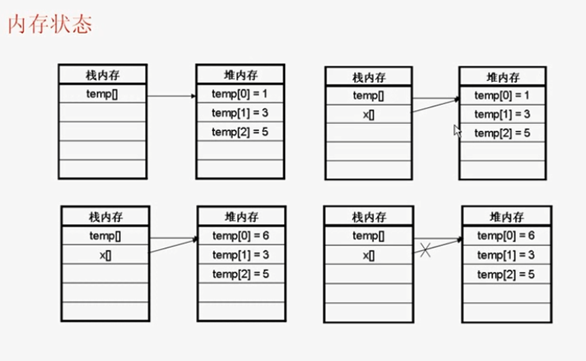 内存状态
栈内存 堆内存 栈内存 堆内存
temp[] temp[0] = 1 temp[] temp[0] = 1
temp[1] = 3 x[] temp[1] = 3
temp[2] = 5 temp[2] = 5
栈内存 堆内存 栈内存 堆内存
temp[] temp[0] = 6 temp[] temp[0] = 6
x[] temp[1] = 3 x[] temp[1] = 3
temp[2] = 5 temp[2] = 5